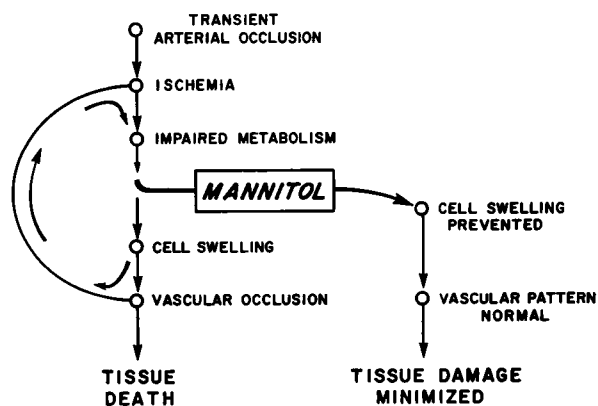 TRANSIENT
ARTERIAL OCCLUSION
ISCHEMIA
IMPAIRED METABOLISM
MANNITOL
CELL SWELLING
VASCULAR OCCLUSION
TISSUE
DEATH
CELL SWELLING
PREVENTED
VASCULAR PATTERN
NORMAL
TISSUE DAMAGE
MINIMIZED